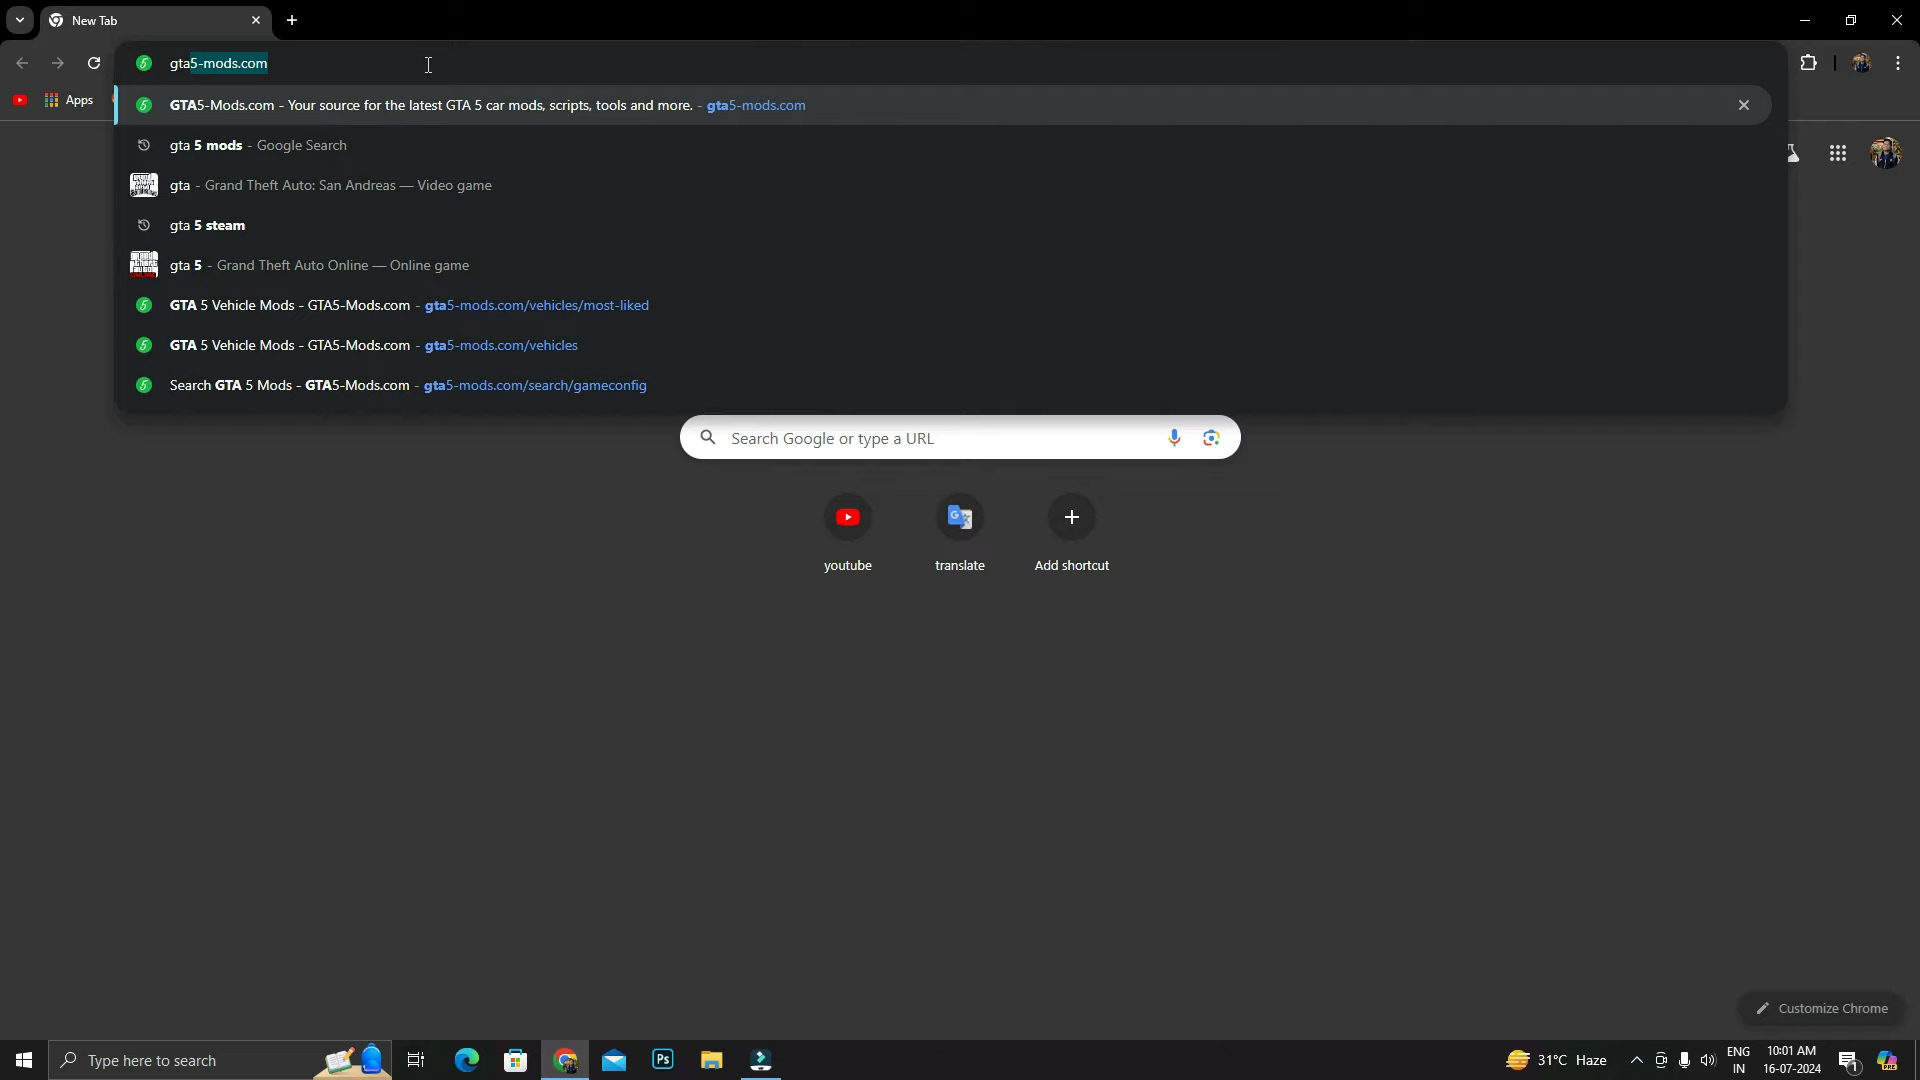 New Tab
gta5-mods.com
Apps
GTA5-Mods.com - Your source for the latest GTA 5 car mods, scripts, tools and more. - gta5-mods.com
gta 5 mods - Google Search
gta - Grand Theft Auto: San Andreas — Video game
gta 5 steam
gta 5 - Grand Theft Auto Online — Online game
GTA 5 Vehicle Mods - GTA5-Mods.com - gta5-mods.com/vehicles/most-liked
GTA 5 Vehicle Mods - GTA5-Mods.com - gta5-mods.com/vehicles
Search GTA 5 Mods - GTA5-Mods.com - gta5-mods.com/search/gameconfig
Search Google or type a URL
youtube
translate
Add shortcut
Customize Chrome
Type here to search
Ps
31°C Haze
ENG
IN
10:01 AM
16-07-2024
1